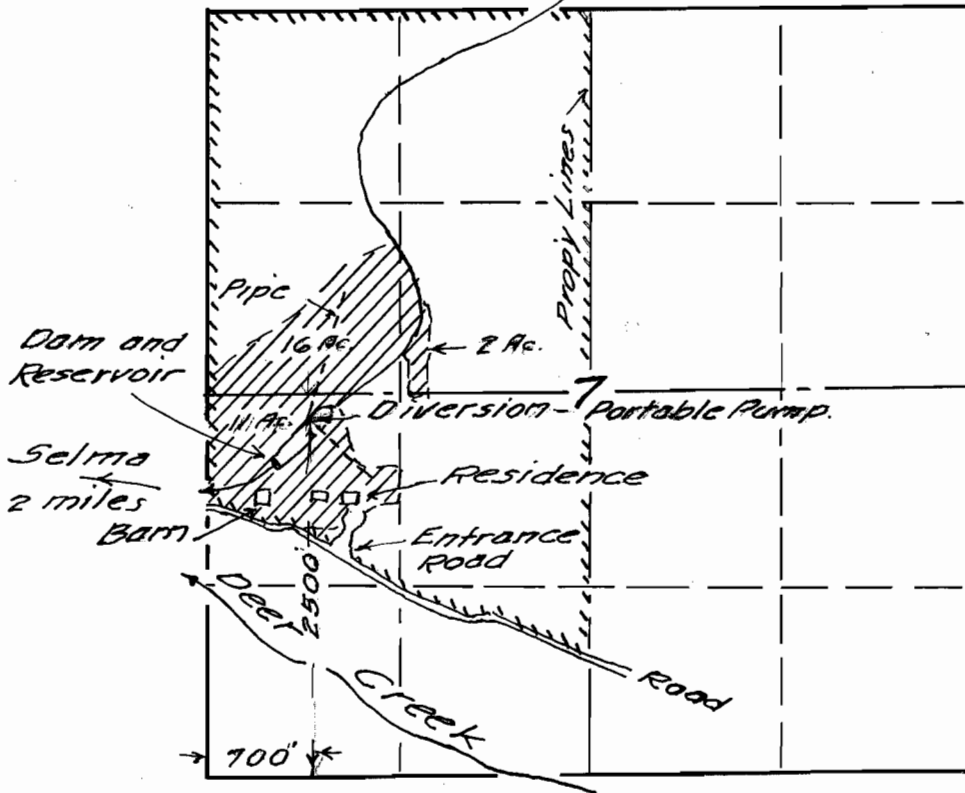 Prop'y Lines
Pipe
Dam and
Reservoir
16 Ac.
2 Ac.
7
11 Ac.
Diversion - Portable Pump.
Selma
2 miles
Residence
Barn
Entrance
Road
2500'
Deer
Creek
Road
700'